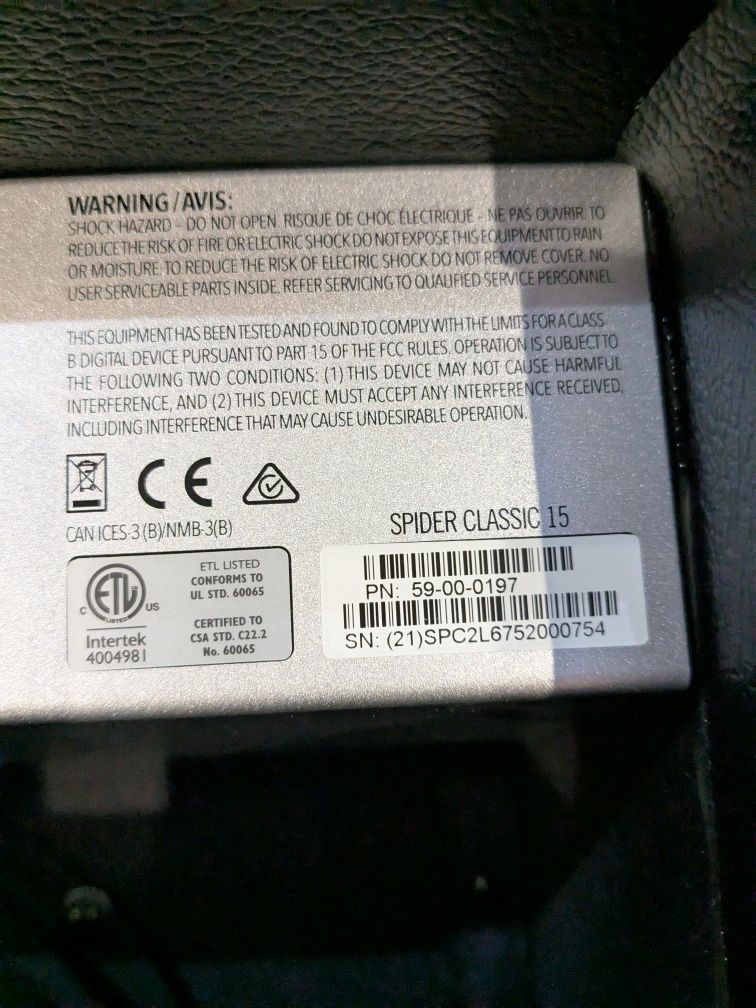 WARNING/AVIS:
SHOCK HAZARD - DO NOT OPEN. RISQUE DE CHOC ÉLECTRIQUE - NE PAS OUVRIR. TO
REDUCE THE RISK OF FIRE OR ELECTRIC SHOCK DO NOT EXPOSE THIS EQUIPMENT TO RAIN
OR MOISTURE. TO REDUCE THE RISK OF ELECTRIC SHOCK DO NOT REMOVE COVER. NO
USER SERVICEABLE PARTS INSIDE. REFER SERVICING TO QUALIFIED SERVICE PERSONNEL.
THIS EQUIPMENT HAS BEEN TESTED AND FOUND TO COMPLY WITH THE LIMITS FOR A CLASS
B DIGITAL DEVICE PURSUANT TO PART 15 OF THE FCC RULES. OPERATION IS SUBJECT TO
THE FOLLOWING TWO CONDITIONS: (1) THIS DEVICE MAY NOT CAUSE HARMFUL
INTERFERENCE, AND (2) THIS DEVICE MUST ACCEPT ANY INTERFERENCE RECEIVED,
INCLUDING INTERFERENCE THAT MAY CAUSE UNDESIRABLE OPERATION.
CE
CAN ICES-3 (B)/NMB-3(B)
SPIDER CLASSIC 15
ETL
LISTED
C US
Intertek
4004981
ETL LISTED
CONFORMS TO
UL STD. 60065
CERTIFIED TO
CSA STD. C22.2
No. 60065
PN: 59-00-0197
SN: (21)SPC2L6752000754